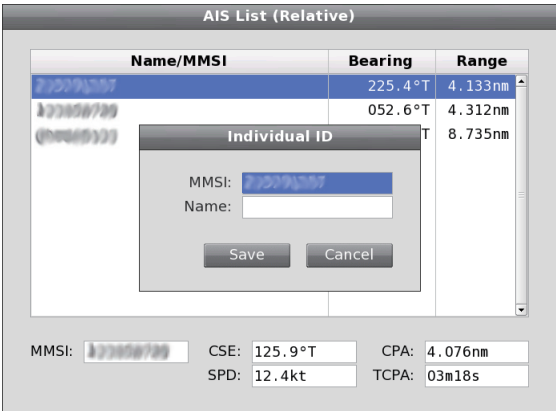 AIS List (Relative)
Name/MMSI Bearing Range
225.4°T 4.133nm
052.6°T 4.312nm
T 8.735nm
Individual ID
MMSI:
Name:
Save Cancel
MMSI: CSE: 125.9°T CPA: 4.076nm
SPD: 12.4kt TCPA: 03m18s